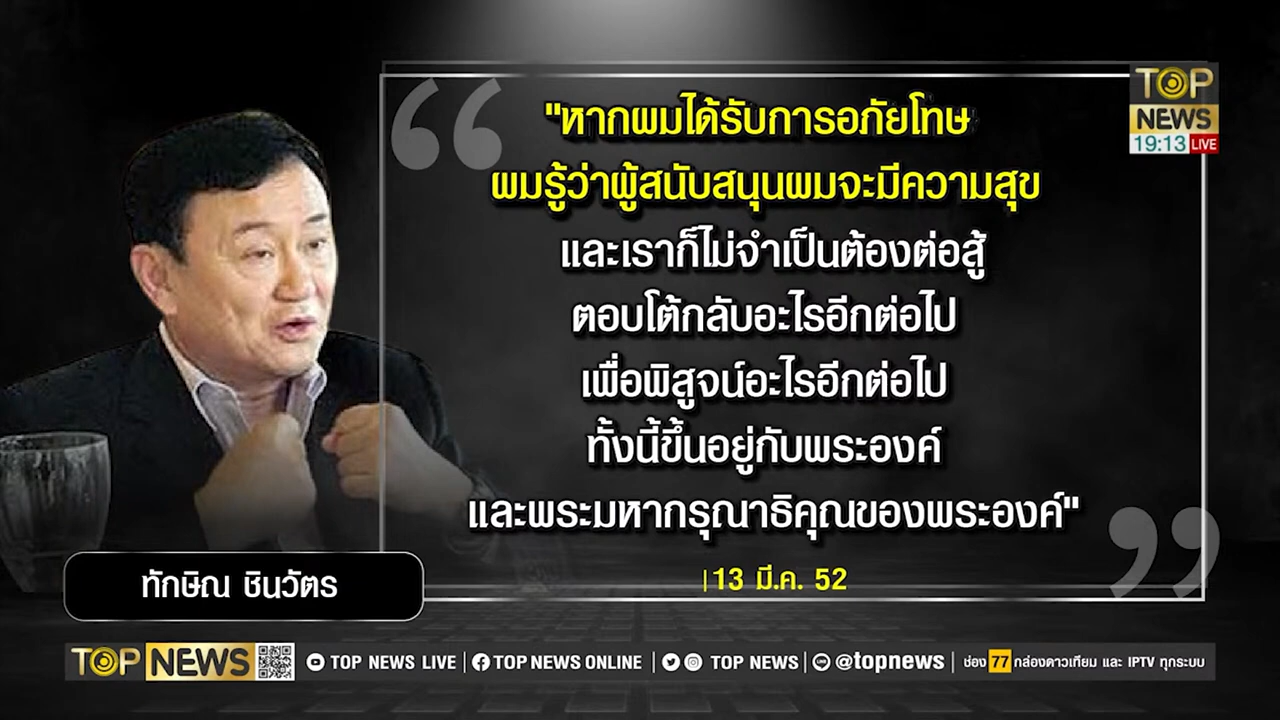 TOP
NEWS
19:13 LIVE
"หากผมได้รับการอภัยโทษ
ผมรู้ว่าผู้สนับสนุนผมจะมีความสุข
และเราก็ไม่จำเป็นต้องต่อสู้
ตอบโต้กลับอะไรอีกต่อไป
เพื่อพิสูจน์อะไรอีกต่อไป
ทั้งนี้ขึ้นอยู่กับพระองค์
และพระมหากรุณาธิคุณของพระองค์"
| 13 มี.ค. 52
ทักษิณ ชินวัตร
TOP NEWS TOP NEWS LIVE | TOP NEWS ONLINE | TOP NEWS | @topnews | ช่อง 77 กล่องดาวเทียม และ IPTV ทุกระบบ